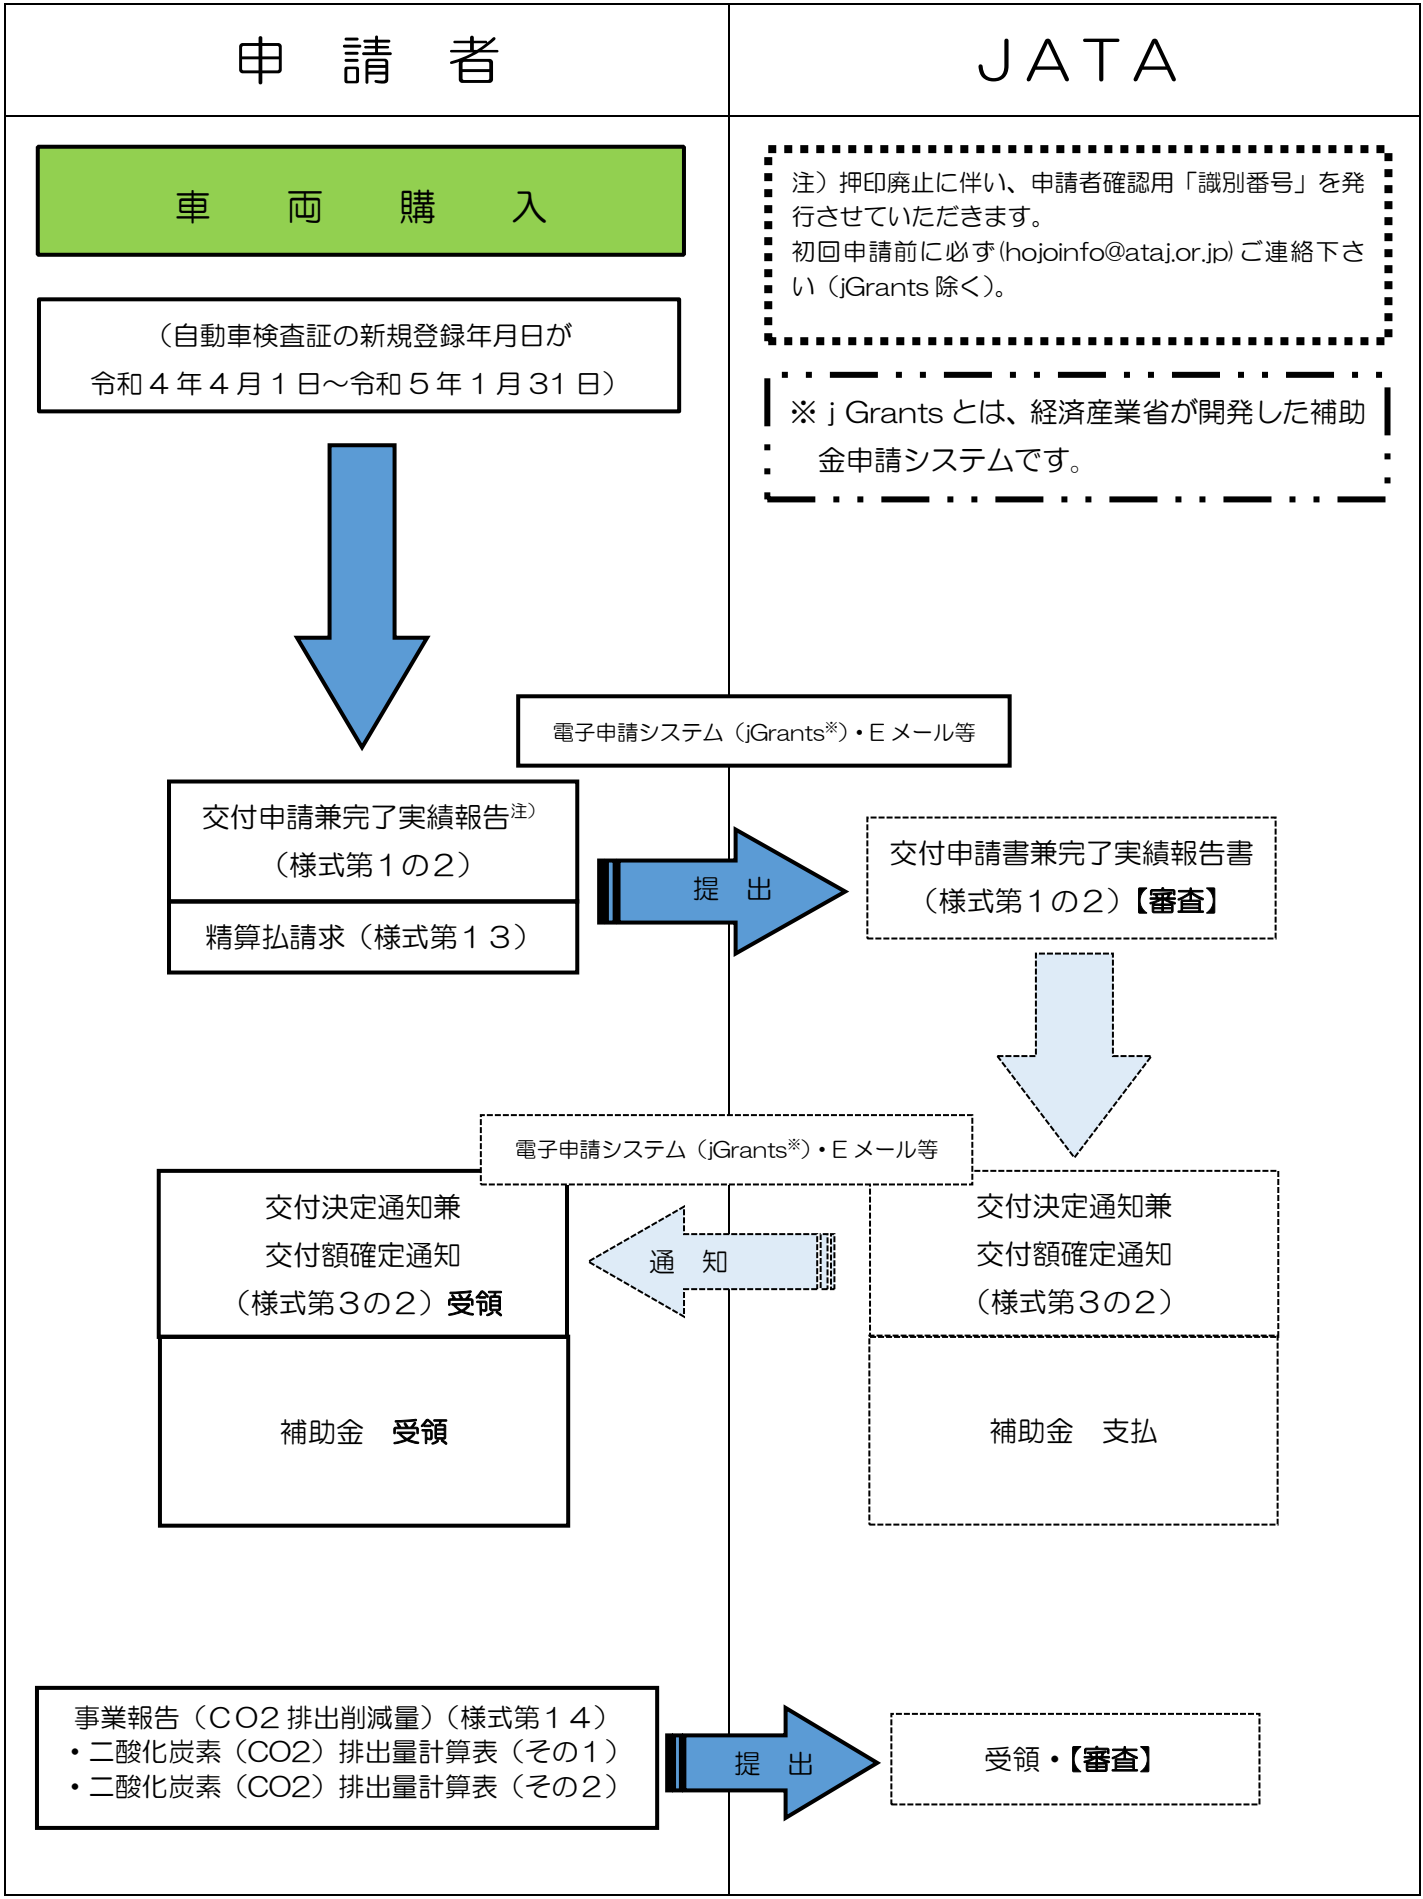 申 請 者
JATA
車 両 購 入
(自動車検査証の新規登録年月日が
令和4年4月1日～令和5年1月31日)
注）押印廃止に伴い、申請者確認用「識別番号」を発
行させていただきます。
初回申請前に必ず(hojoinfo@ataj.or.jp)ご連絡下さ
い（jGrants 除く）。
※ｊGrants とは、経済産業省が開発した補助
金申請システムです。
電子申請システム（jGrants※）・E メール等
交付申請兼完了実績報告注）
（様式第１の２）
精算払請求（様式第１３）
提 出
交付申請書兼完了実績報告書
（様式第１の２）【審査】
電子申請システム（jGrants※）・E メール等
交付決定通知兼
交付額確定通知
（様式第３の２）受領
通 知
交付決定通知兼
交付額確定通知
（様式第３の２）
補助金 受領
補助金 支払
事業報告（ＣＯ2 排出削減量）（様式第１４）
・二酸化炭素（CO2）排出量計算表（その１）
・二酸化炭素（CO2）排出量計算表（その２）
提 出
受領・【審査】